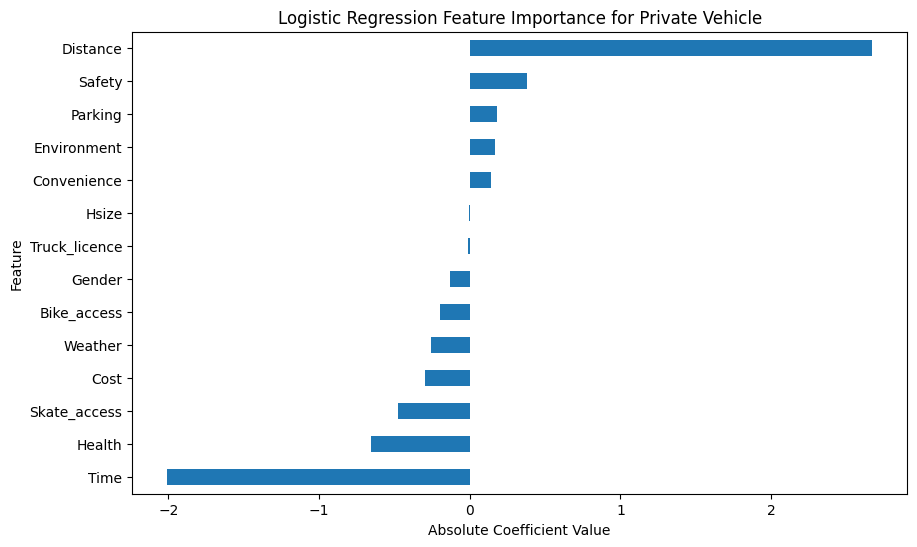 Logistic Regression Feature Importance for Private Vehicle
Distance
Safety
Parking
Environment
Convenience
Hsize
Truck_licence
Gender
Bike_access
Weather
Cost
Skate_access
Health
Time
Feature
−2
−1
0
1
2
Absolute Coefficient Value